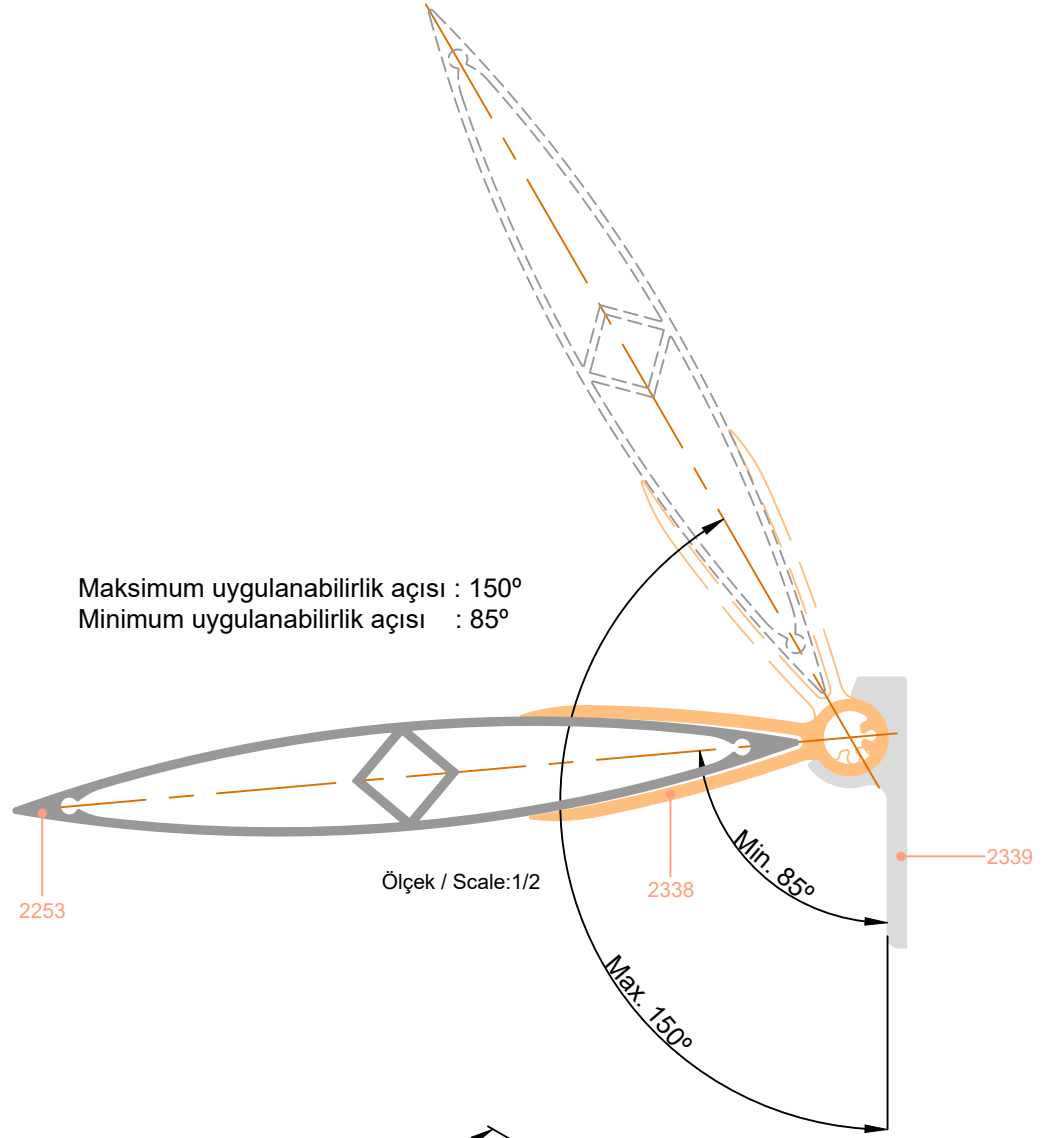 Maksimum uygulanabilirlik açısı : 150º
Minimum uygulanabilirlik açısı : 85º
Min. 85º
2339
Ölçek / Scale:1/2
2338
2253
Max. 150º